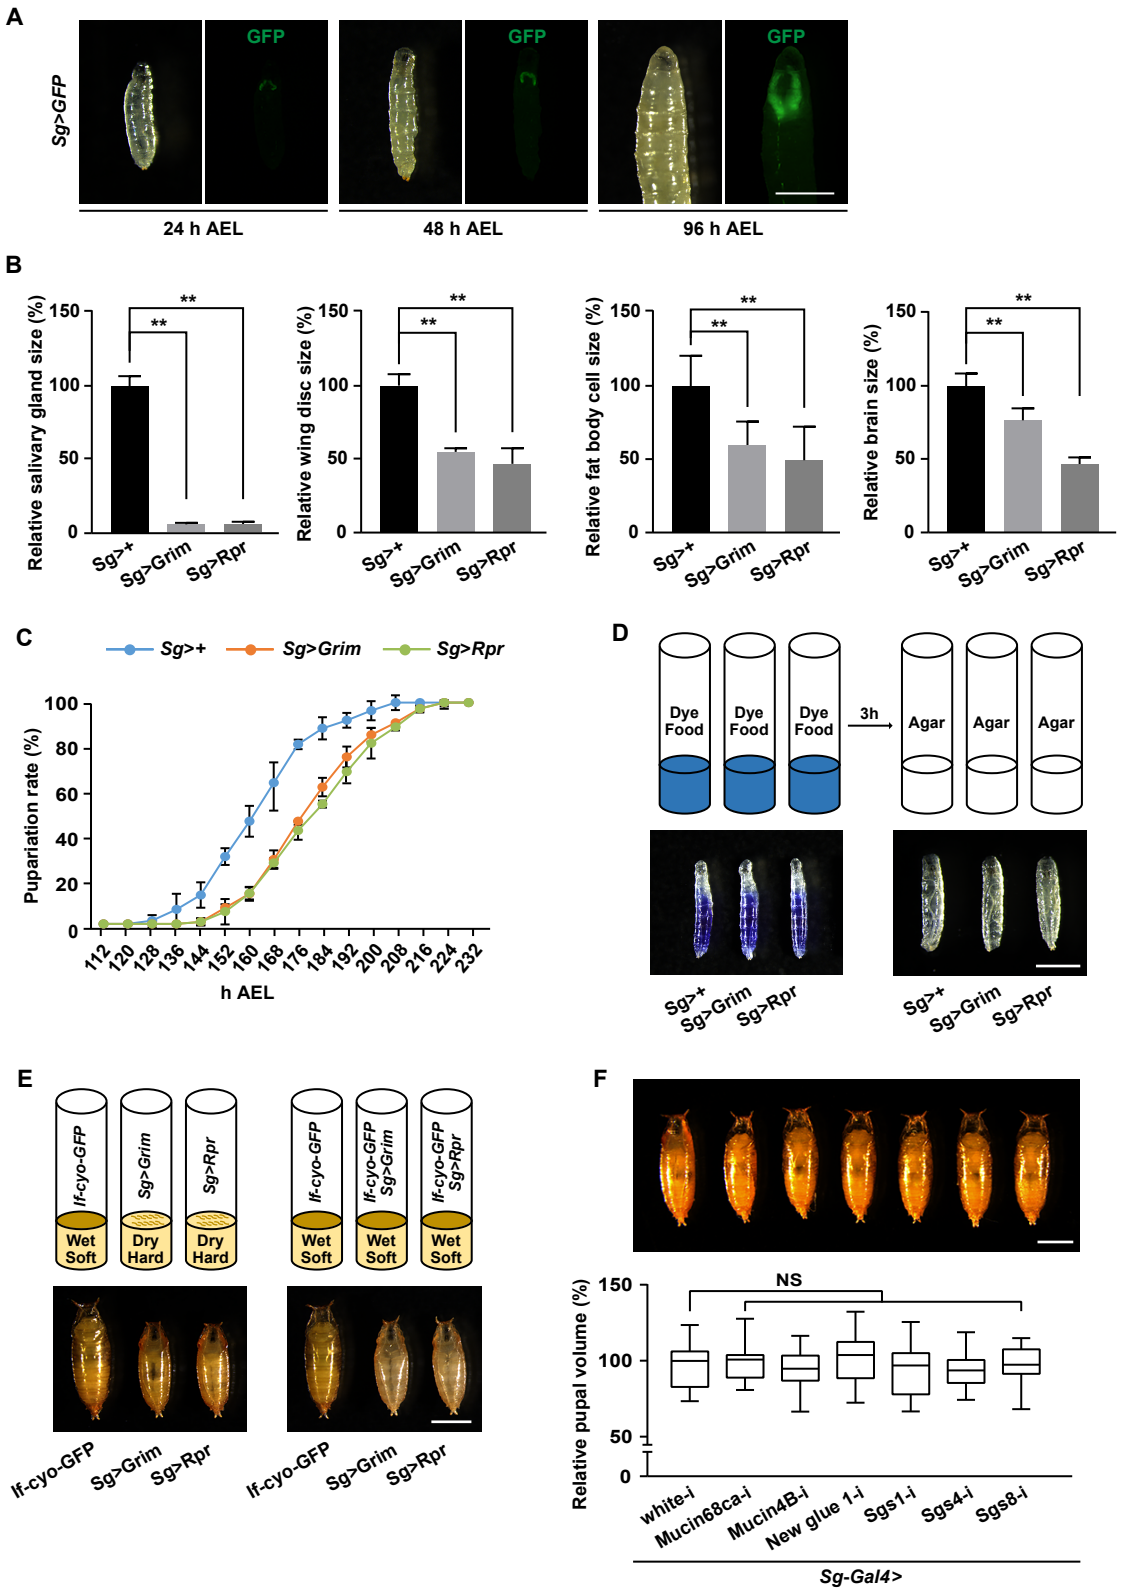 A
Sg>GFP
GFP
GFP
GFP
24 h AEL
48 h AEL
96 h AEL
B
Relative salivary gland size (%)
150
100
50
0
**
**
Sg>+
Sg>Grim
Sg>Rpr
Relative wing disc size (%)
150
100
50
0
**
**
Sg>+
Sg>Grim
Sg>Rpr
Relative fat body cell size (%)
150
100
50
0
**
**
Sg>+
Sg>Grim
Sg>Rpr
Relative brain size (%)
150
100
50
0
**
**
Sg>+
Sg>Grim
Sg>Rpr
C
Sg>+
Sg>Grim
Sg>Rpr
Pupariation rate (%)
100
80
60
40
20
0
112
120
128
136
144
152
160
168
176
184
192
200
208
216
224
232
h AEL
D
Dye
Food
Dye
Food
Dye
Food
3h
Agar
Agar
Agar
Sg>+
Sg>Grim
Sg>Rpr
Sg>+
Sg>Grim
Sg>Rpr
E
If-cyo-GFP
Sg>Grim
Sg>Rpr
Wet
Soft
Dry
Hard
Dry
Hard
If-cyo-GFP
If-cyo-GFP
Sg>Grim
If-cyo-GFP
Sg>Rpr
Wet
Soft
Wet
Soft
Wet
Soft
If-cyo-GFP
Sg>Grim
Sg>Rpr
If-cyo-GFP
Sg>Grim
Sg>Rpr
F
Relative pupal volume (%)
150
100
50
0
NS
white-i
Mucin68ca-i
Mucin4B-i
New glue 1-i
Sgs1-i
Sgs4-i
Sgs8-i
Sg-Gal4>